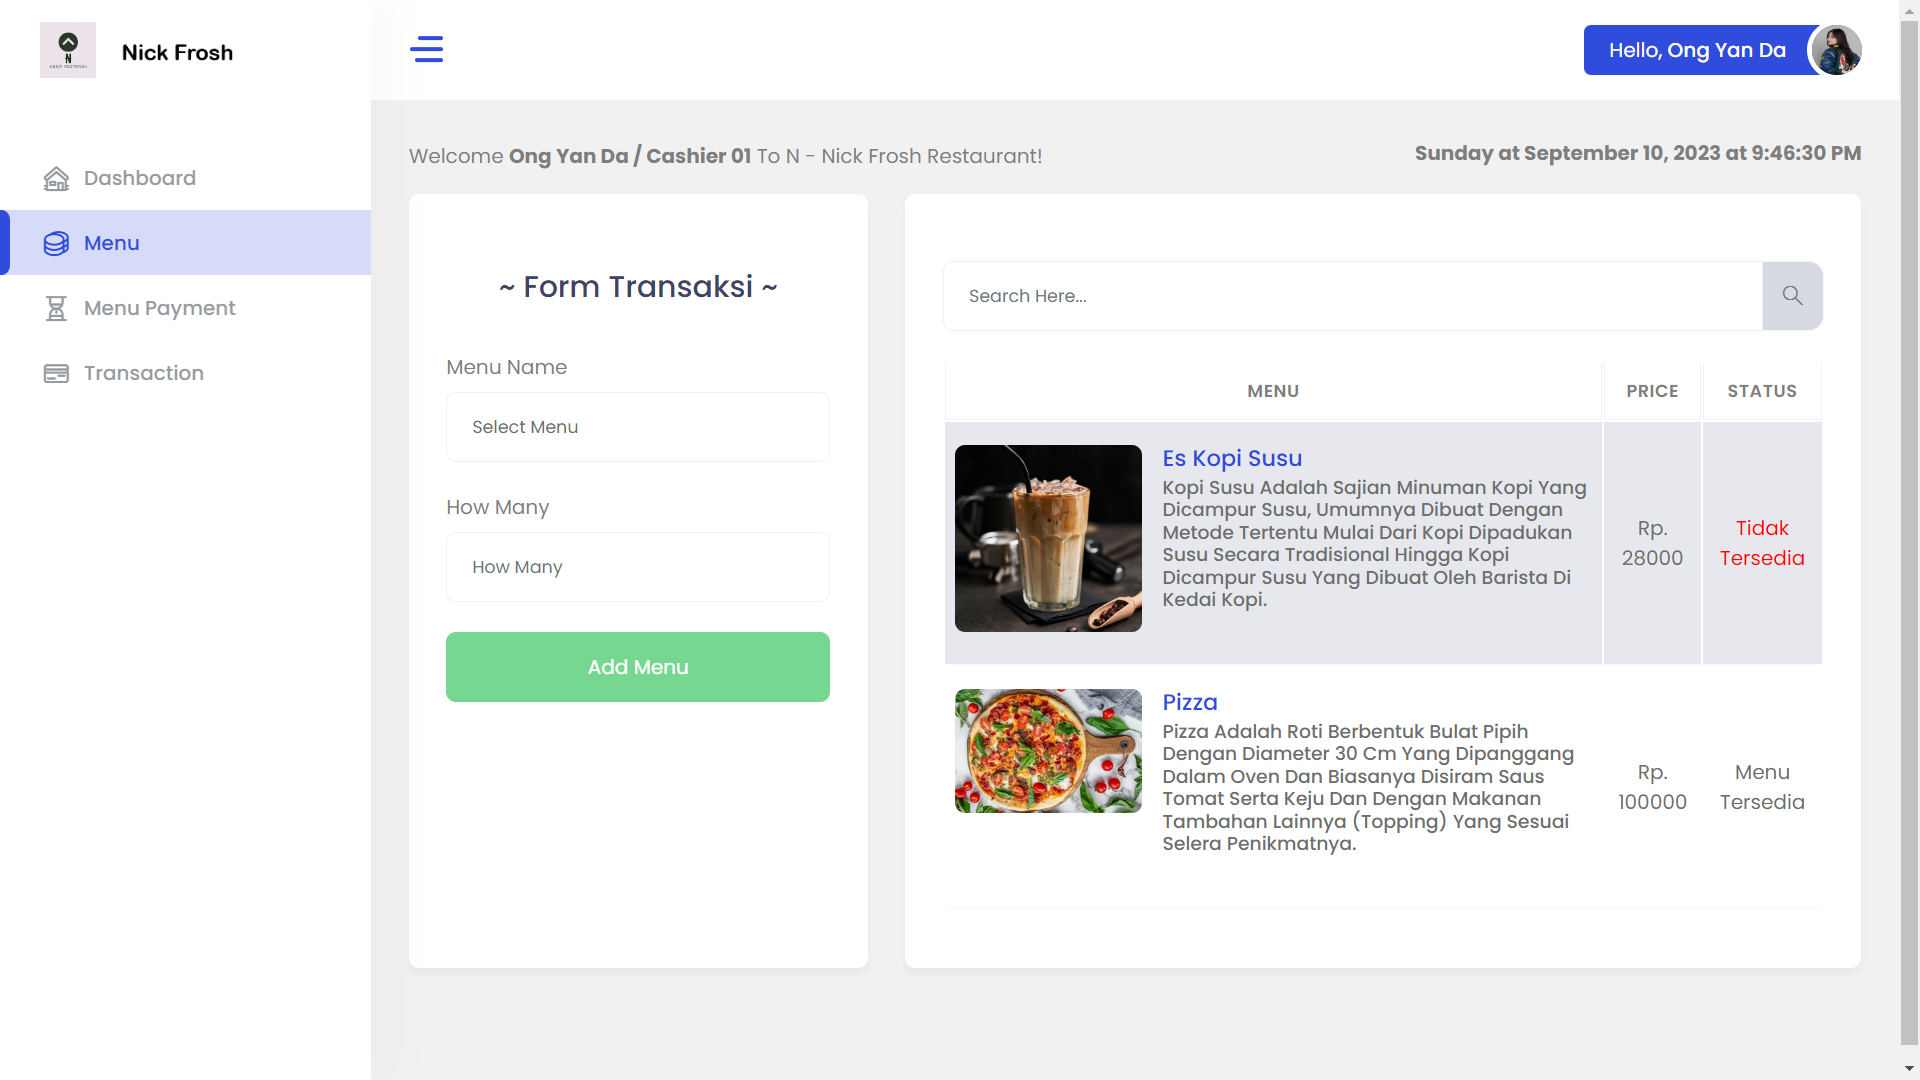 Nick Frosh
Hello, Ong Yan Da
Dashboard
Menu
Menu Payment
Transaction
Welcome Ong Yan Da / Cashier 01 To N - Nick Frosh Restaurant!
Sunday at September 10, 2023 at 9:46:30 PM
~ Form Transaksi ~
Menu Name
Select Menu
How Many
How Many
Add Menu
Search Here...
MENU PRICE STATUS
Es Kopi Susu
Kopi Susu Adalah Sajian Minuman Kopi Yang
Dicampur Susu, Umumnya Dibuat Dengan
Metode Tertentu Mulai Dari Kopi Dipadukan
Susu Secara Tradisional Hingga Kopi
Dicampur Susu Yang Dibuat Oleh Barista Di
Kedai Kopi.
Rp.
28000
Tidak
Tersedia
Pizza
Pizza Adalah Roti Berbentuk Bulat Pipih
Dengan Diameter 30 Cm Yang Dipanggang
Dalam Oven Dan Biasanya Disiram Saus
Tomat Serta Keju Dan Dengan Makanan
Tambahan Lainnya (Topping) Yang Sesuai
Selera Penikmatnya.
Rp.
100000
Menu
Tersedia